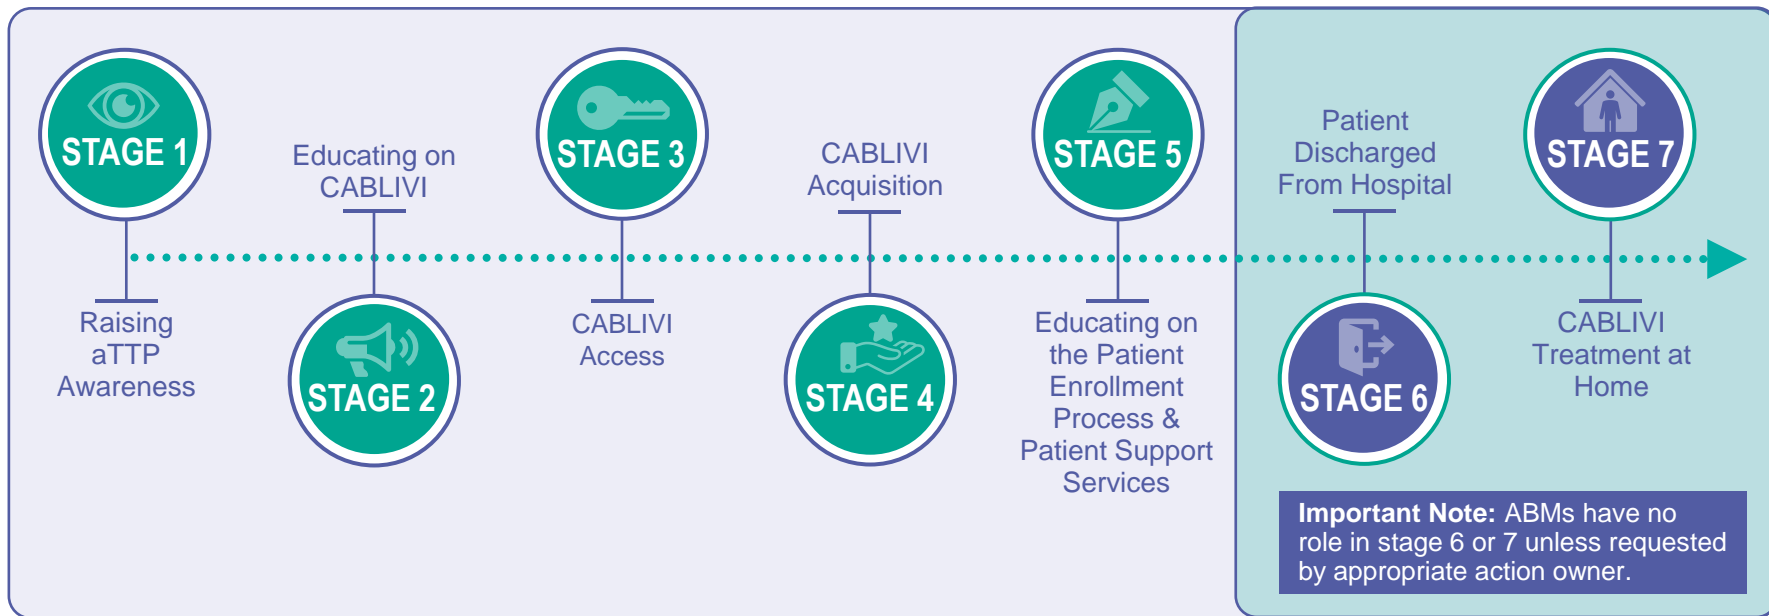 STAGE 1
Raising
aTTP
Awareness
Educating on
CABLIVI
STAGE 2
STAGE 3
CABLIVI
Access
CABLIVI
Acquisition
STAGE 4
STAGE 5
Educating on
the Patient
Enrollment
Process &
Patient Support
Services
Patient
Discharged
From Hospital
STAGE 6
STAGE 7
CABLIVI
Treatment at
Home
Important Note: ABMs have no
role in stage 6 or 7 unless requested
by appropriate action owner.